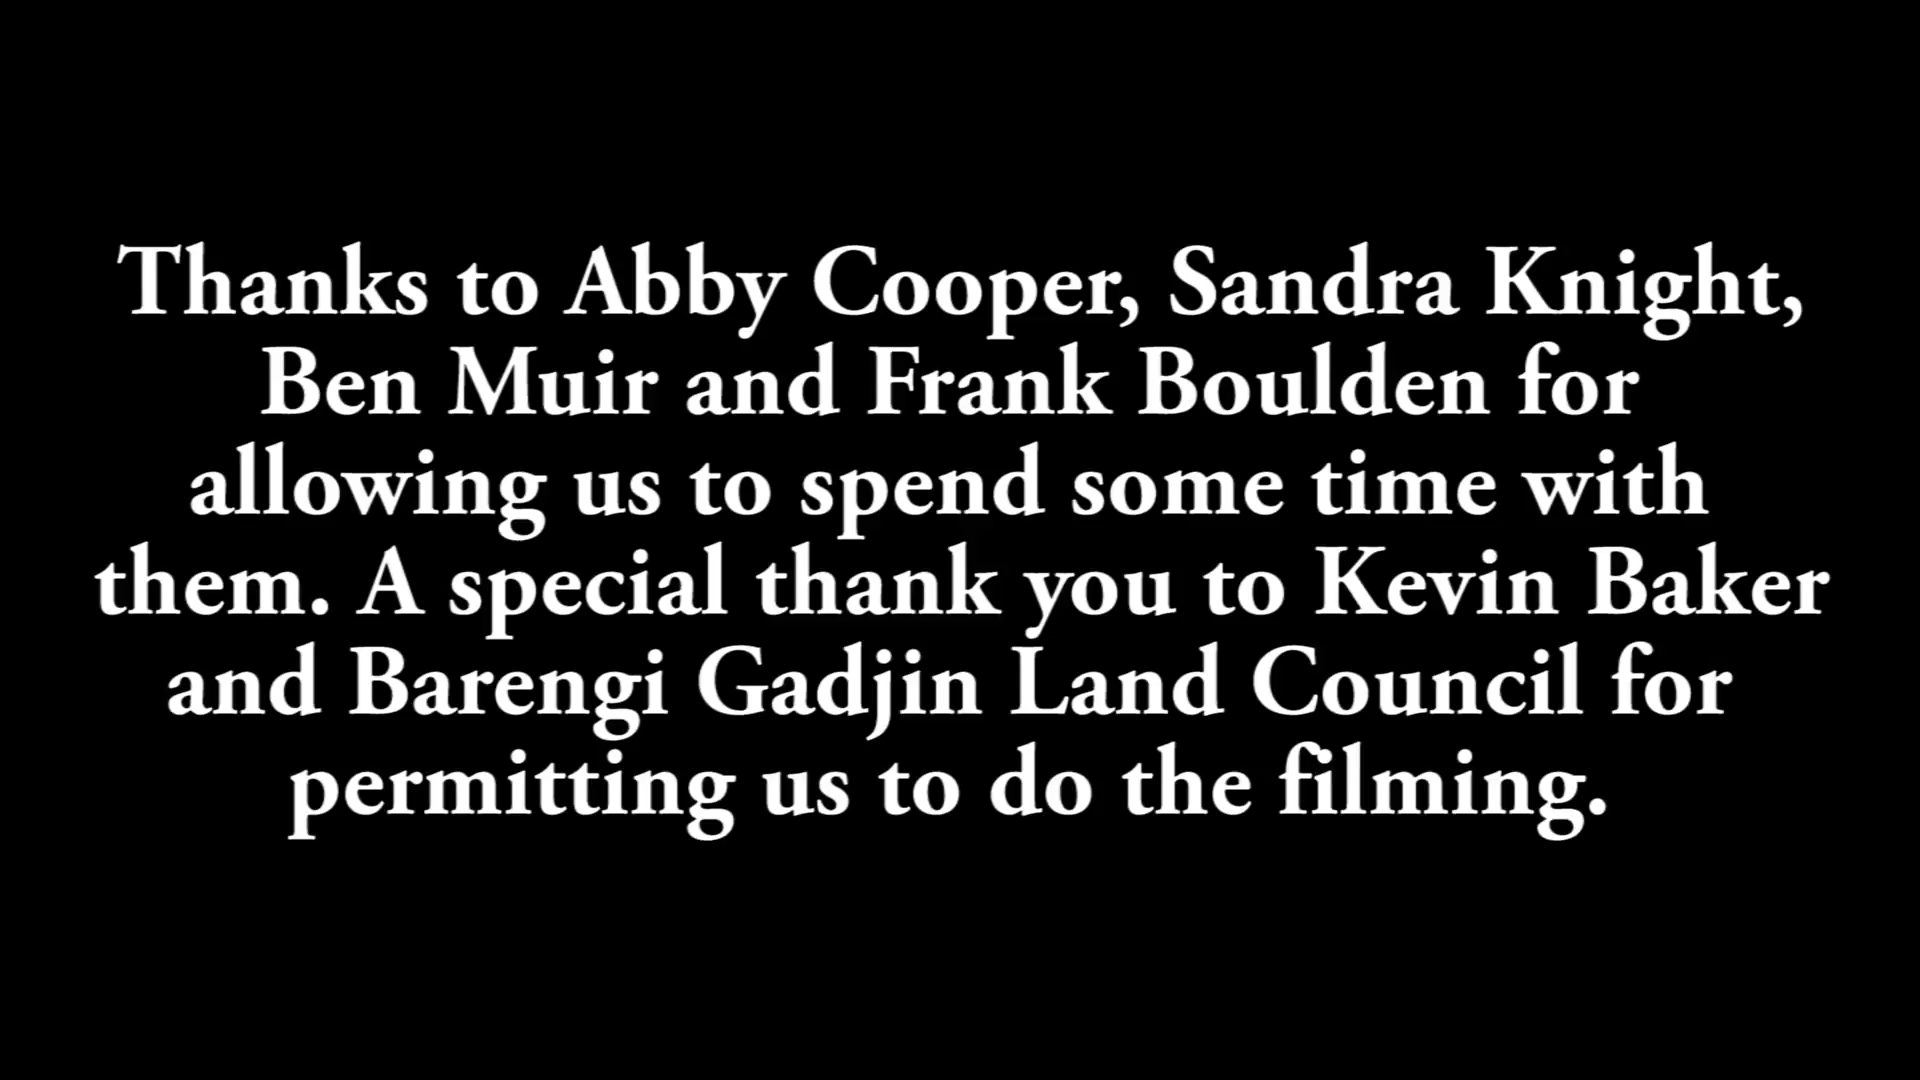 Thanks to Abby Cooper, Sandra Knight,
Ben Muir and Frank Boulden for
allowing us to spend some time with
them. A special thank you to Kevin Baker
and Barengi Gadjin Land Council for
permitting us to do the filming.